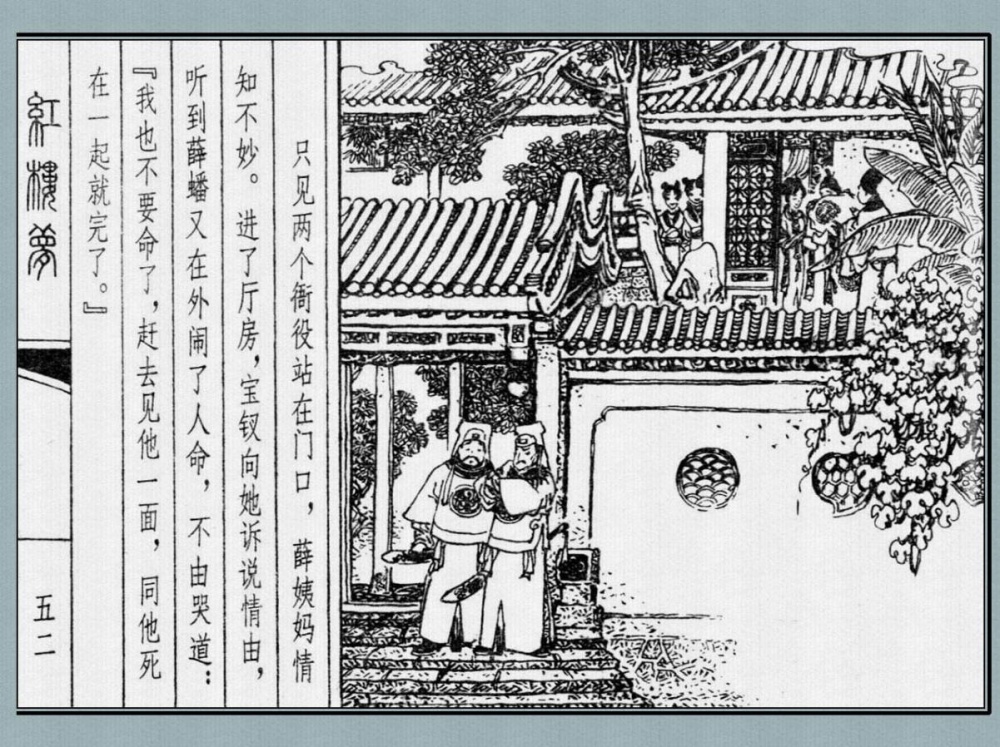 只见两个衙役站在门口，薛姨妈情
知不妙。进了厅房，宝钗向她诉说情由，
听到薛蟠又在外闹了人命，不由哭道：
『我也不要命了，赶去见他一面，同他死
在一起就完了。』
紅樓夢
五二